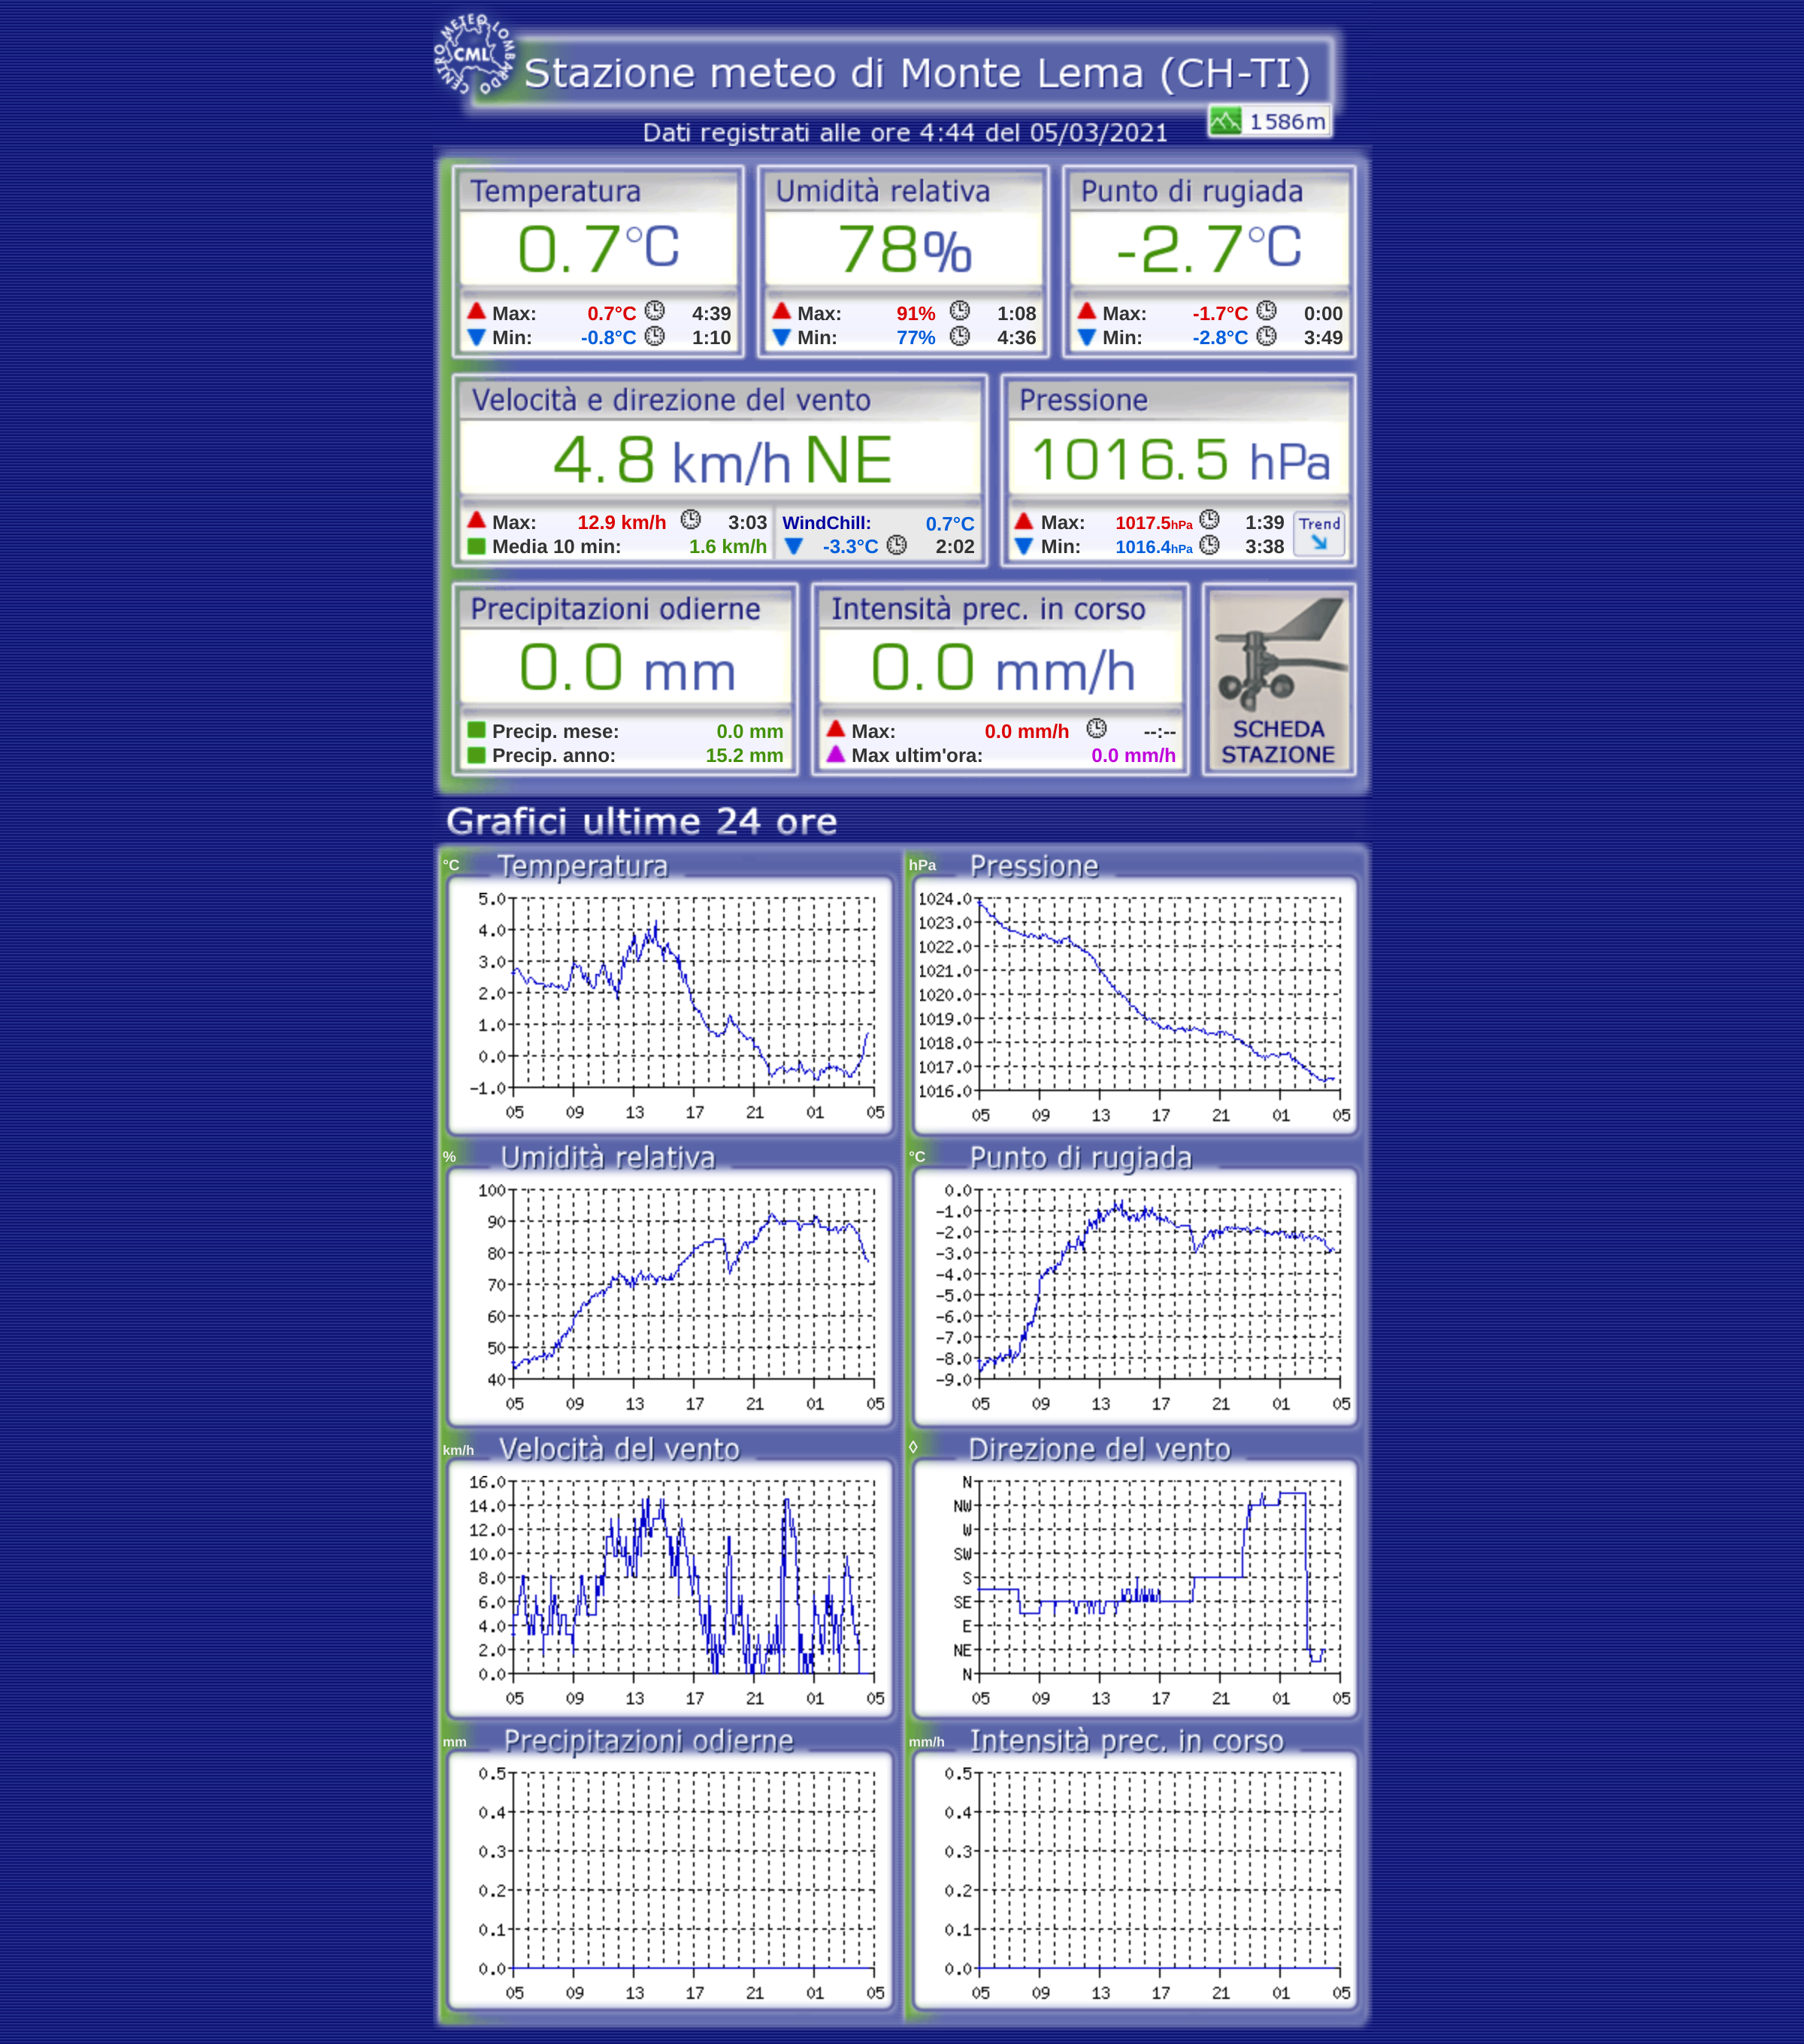 CENTRO METEO LOMBARDO
CML
Stazione meteo di Monte Lema (CH-TI)
1586m
Dati registrati alle ore 4:44 del 05/03/2021
Temperatura Umidità relativa Punto di rugiada
0.7°C 78% -2.7°C
Max: 0.7°C 4:39 Max: 91% 1:08 Max: -1.7°C 0:00
Min: -0.8°C 1:10 Min: 77% 4:36 Min: -2.8°C 3:49
Velocità e direzione del vento Pressione
4.8 km/h NE 1016.5 hPa
Max: 12.9 km/h 3:03 WindChill: 0.7°C Max: 1017.5hPa 1:39 Trend
Media 10 min: 1.6 km/h -3.3°C 2:02 Min: 1016.4hPa 3:38
Precipitazioni odierne Intensità prec. in corso
0.0 mm 0.0 mm/h
Precip. mese: 0.0 mm Max: 0.0 mm/h --:-- SCHEDA
Precip. anno: 15.2 mm Max ultim'ora: 0.0 mm/h STAZIONE
Grafici ultime 24 ore
°C Temperatura
5.0
4.0
3.0
2.0
1.0
0.0
-1.0
05 09 13 17 21 01 05
hPa Pressione
1024.0
1023.0
1022.0
1021.0
1020.0
1019.0
1018.0
1017.0
1016.0
05 09 13 17 21 01 05
% Umidità relativa
100
90
80
70
60
50
40
05 09 13 17 21 01 05
°C Punto di rugiada
0.0
-1.0
-2.0
-3.0
-4.0
-5.0
-6.0
-7.0
-8.0
-9.0
05 09 13 17 21 01 05
km/h Velocità del vento
16.0
14.0
12.0
10.0
8.0
6.0
4.0
2.0
0.0
05 09 13 17 21 01 05
◊ Direzione del vento
N
NW
W
SW
S
SE
E
NE
N
05 09 13 17 21 01 05
mm Precipitazioni odierne
0.5
0.4
0.3
0.2
0.1
0.0
05 09 13 17 21 01 05
mm/h Intensità prec. in corso
0.5
0.4
0.3
0.2
0.1
0.0
05 09 13 17 21 01 05